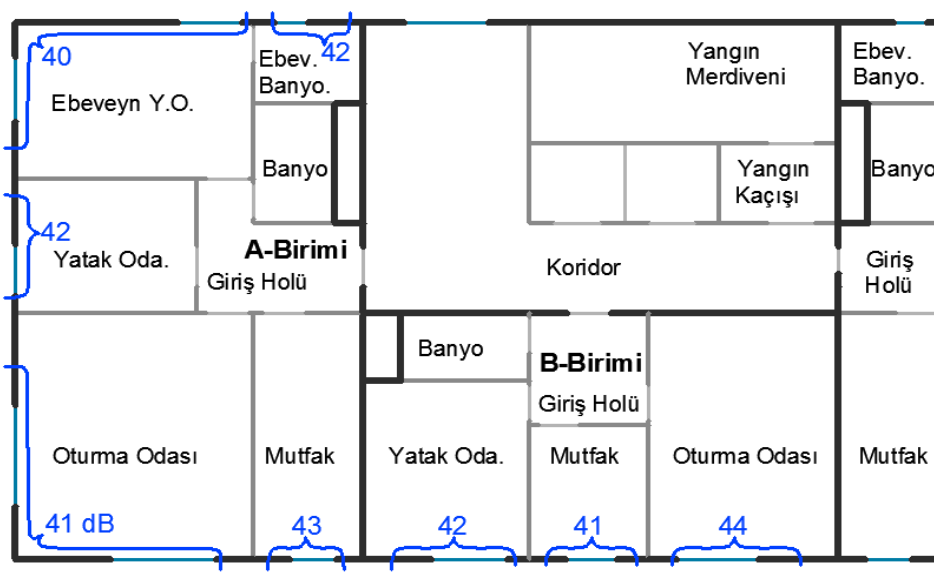 40
42
Ebev.
Banyo.
Ebeveyn Y.O.
Yangın
Merdiveni
Ebev.
Banyo.
Banyo
Yangın
Kaçışı
Banyo
42
Yatak Oda.
A-Birimi
Giriş Holü
Koridor
Giriş
Holü
Banyo
B-Birimi
Giriş Holü
Oturma Odası
Mutfak
Yatak Oda.
Mutfak
Oturma Odası
Mutfak
41 dB
43
42
41
44